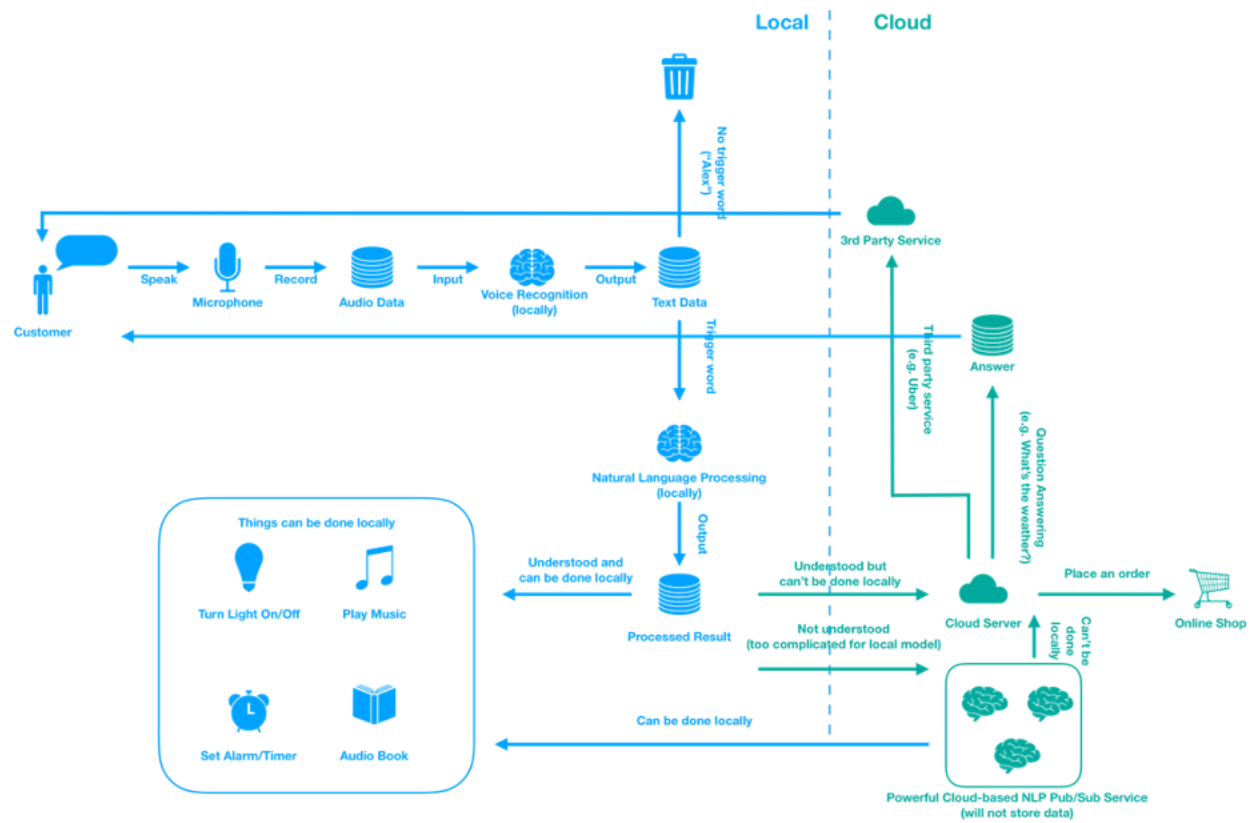 Local
Cloud
No trigger word
("Alex")
3rd Party Service
Speak
Record
Input
Output
Microphone
Audio Data
Voice Recognition
(locally)
Text Data
Customer
Trigger word
Third party service
(e.g. Uber)
Answer
Question Answering
(e.g. What's the weather?)
Natural Language Processing
(locally)
Output
Things can be done locally
Turn Light On/Off
Play Music
Set Alarm/Timer
Audio Book
Understood and
can be done locally
Processed Result
Understood but
can't be done locally
Cloud Server
Place an order
Online Shop
Not understood
(too complicated for local model)
Can't be
done
locally
Can be done locally
Powerful Cloud-based NLP Pub/Sub Service
(will not store data)